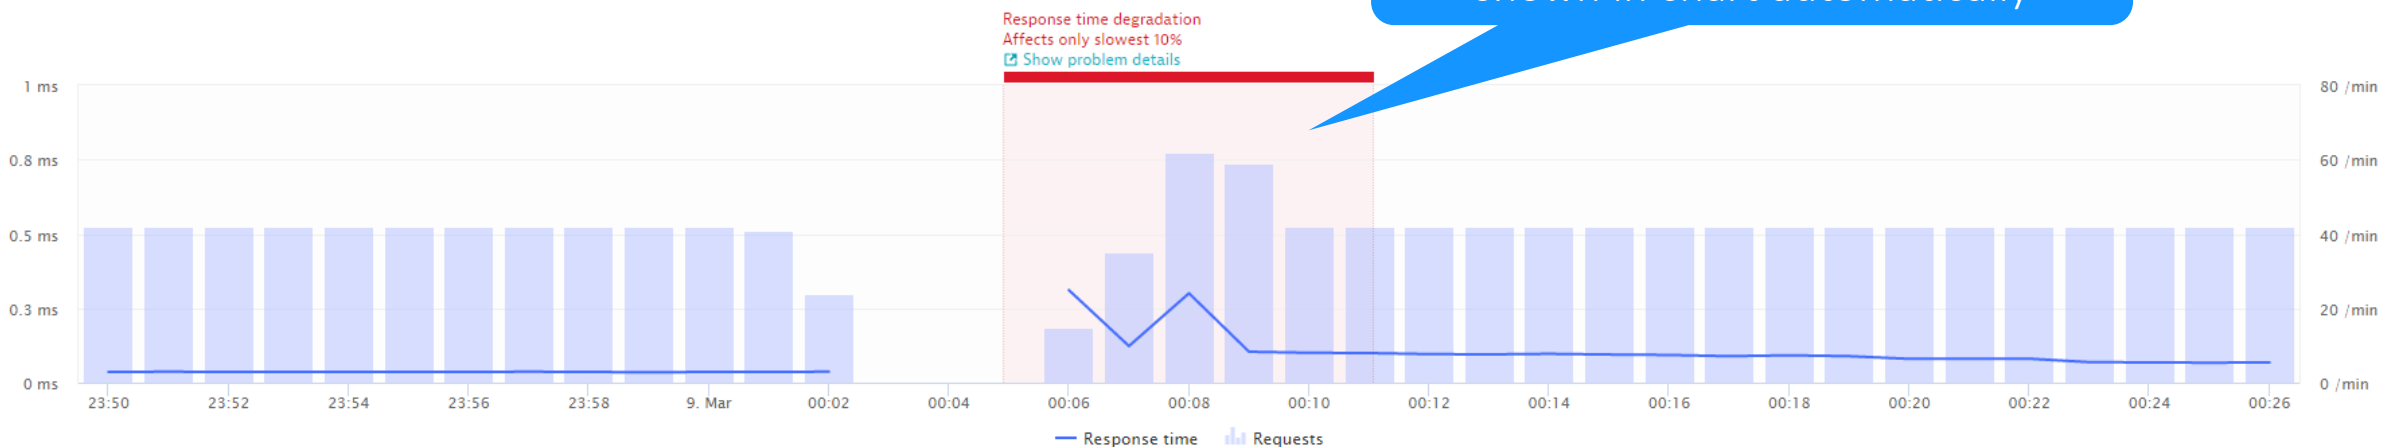 Response time degradation
Affects only slowest 10%
Show problem details
1 ms
80 /min
0.8 ms
60 /min
0.5 ms
40 /min
0.3 ms
20 /min
0 ms
0 /min
23:50 23:52 23:54 23:56 23:58 9. Mar 00:02 00:04 00:06 00:08 00:10 00:12 00:14 00:16 00:18 00:20 00:22 00:24 00:26
Response time Requests